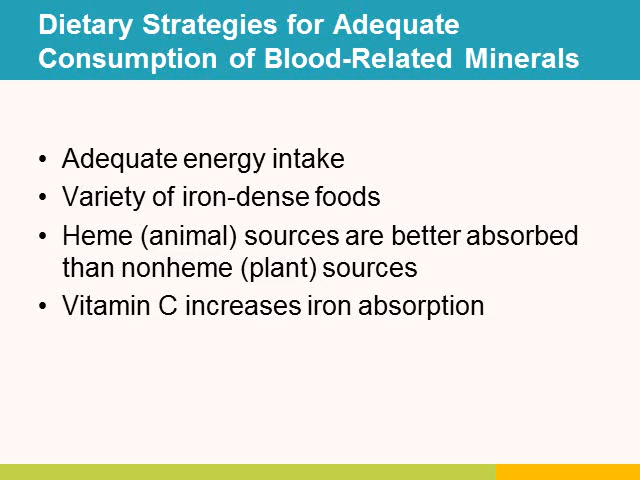 Dietary Strategies for Adequate
Consumption of Blood-Related Minerals
• Adequate energy intake
• Variety of iron-dense foods
• Heme (animal) sources are better absorbed
than nonheme (plant) sources
• Vitamin C increases iron absorption